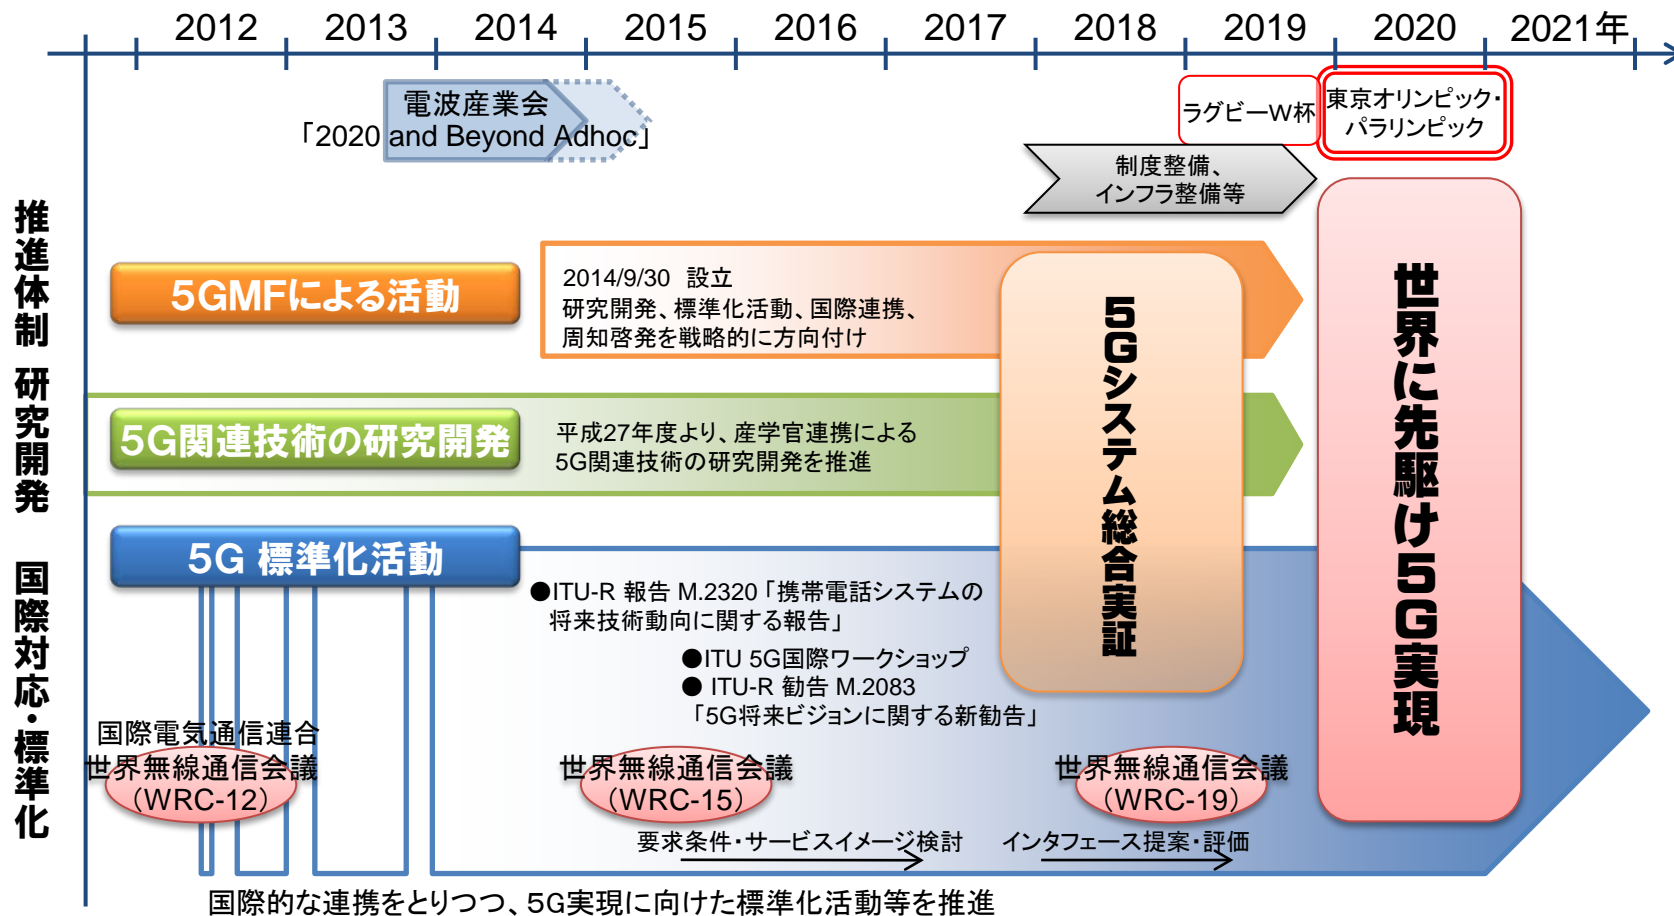 2012 2013 2014 2015 2016 2017 2018 2019 2020 2021年
電波産業会
「2020 and Beyond Adhoc」
ラグビーW杯
東京オリンピック・
パラリンピック
制度整備、
インフラ整備等
推進体制
研究開発
国際対応・標準化
5GMFによる活動
2014/9/30 設立
研究開発、標準化活動、国際連携、
周知啓発を戦略的に方向付け
5G関連技術の研究開発
平成27年度より、産学官連携による
5G関連技術の研究開発を推進
5G 標準化活動
●ITU-R 報告 M.2320 「携帯電話システムの
将来技術動向に関する報告」
●ITU 5G国際ワークショップ
● ITU-R 勧告 M.2083
「5G将来ビジョンに関する新勧告」
5Gシステム総合実証
世界に先駆け5G実現
国際電気通信連合
世界無線通信会議
(WRC-12)
世界無線通信会議
(WRC-15)
世界無線通信会議
(WRC-19)
要求条件・サービスイメージ検討
インタフェース提案・評価
国際的な連携をとりつつ、5G実現に向けた標準化活動等を推進